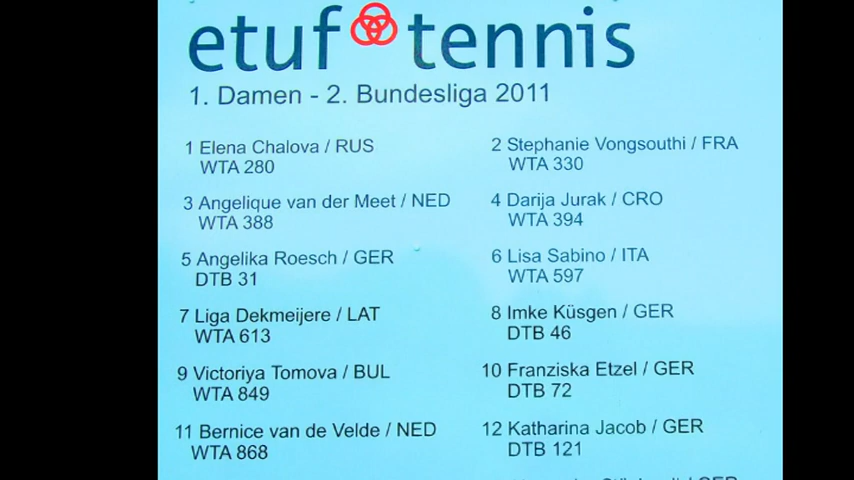 etuf tennis
1. Damen - 2. Bundesliga 2011
1 Elena Chalova / RUS
WTA 280
2 Stephanie Vongsouthi / FRA
WTA 330
3 Angelique van der Meet / NED
WTA 388
4 Darija Jurak / CRO
WTA 394
5 Angelika Roesch / GER
DTB 31
6 Lisa Sabino / ITA
WTA 597
7 Liga Dekmeijere / LAT
WTA 613
8 Imke Küsgen / GER
DTB 46
9 Victoriya Tomova / BUL
WTA 849
10 Franziska Etzel / GER
DTB 72
11 Bernice van de Velde / NED
WTA 868
12 Katharina Jacob / GER
DTB 121